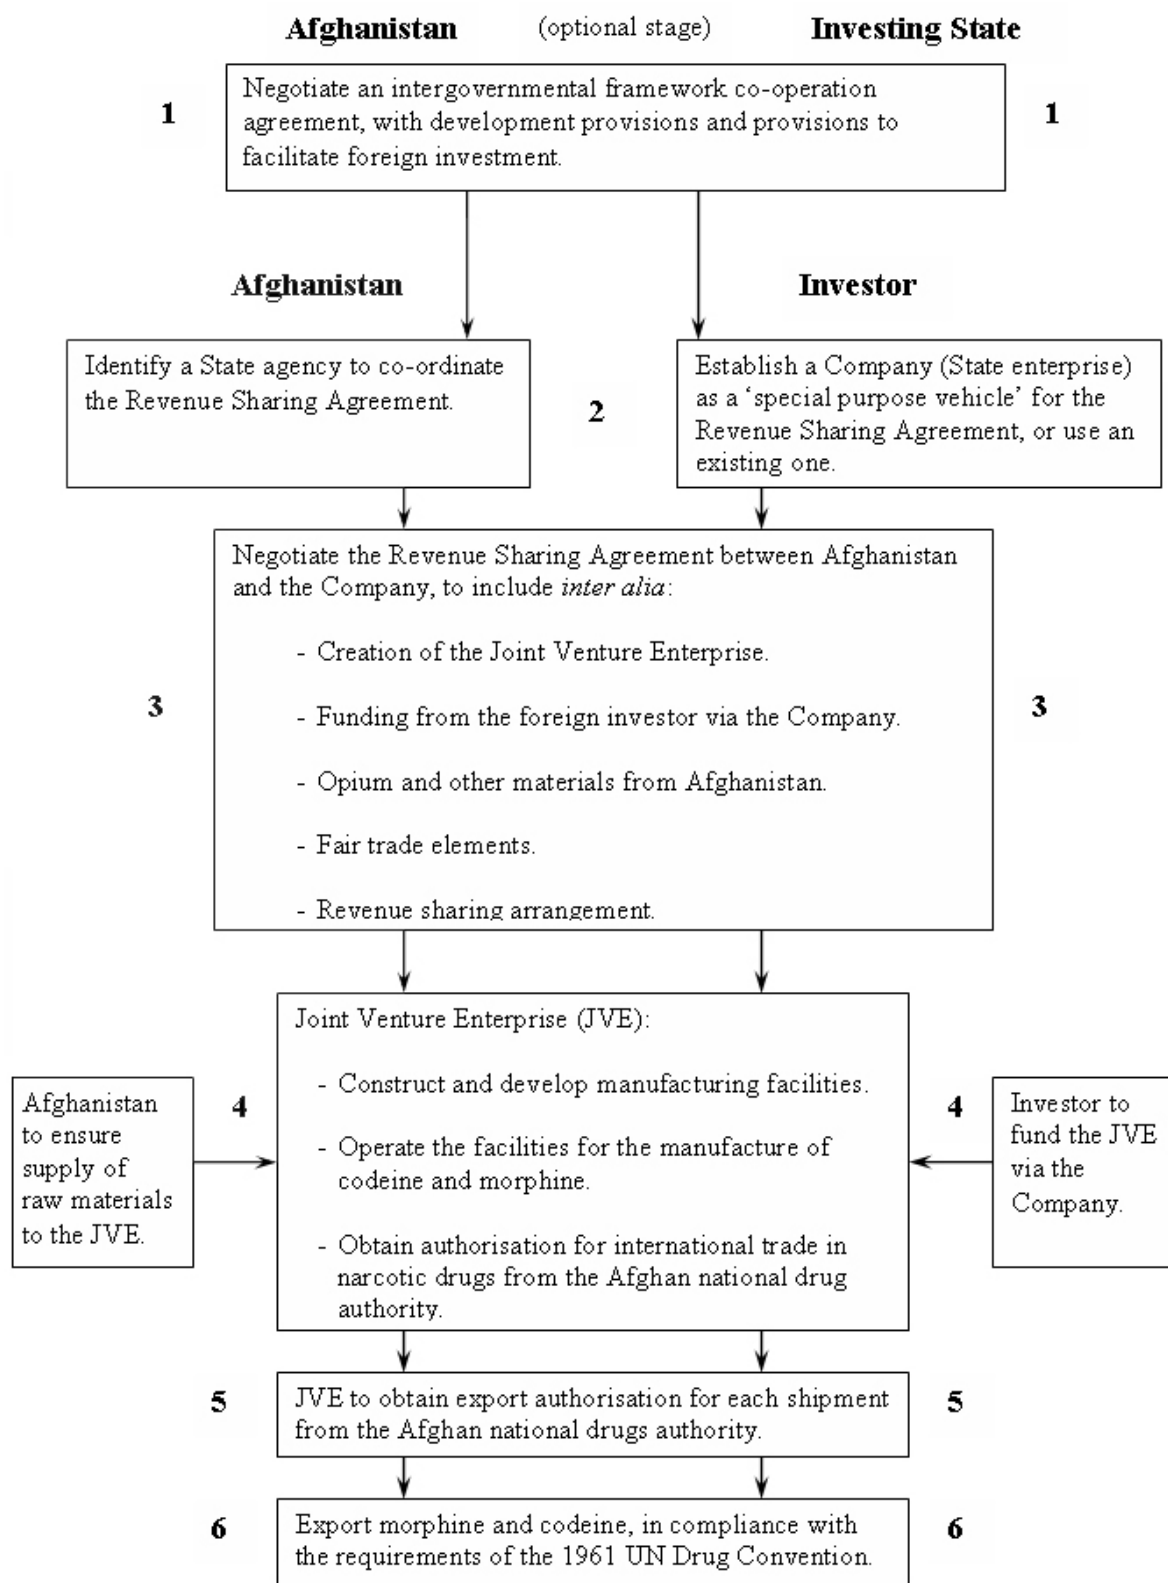 Afghanistan (optional stage) Investing State
1
Negotiate an intergovernmental framework co-operation
agreement, with development provisions and provisions to
facilitate foreign investment.
1
Afghanistan
Investor
Identify a State agency to co-ordinate
the Revenue Sharing Agreement.
2
Establish a Company (State enterprise)
as a ‘special purpose vehicle’ for the
Revenue Sharing Agreement, or use an
existing one.
3
Negotiate the Revenue Sharing Agreement between Afghanistan
and the Company, to include inter alia:
- Creation of the Joint Venture Enterprise.
- Funding from the foreign investor via the Company.
- Opium and other materials from Afghanistan.
- Fair trade elements.
- Revenue sharing arrangement.
3
Afghanistan
to ensure
supply of
raw materials
to the JVE.
4
Joint Venture Enterprise (JVE):
- Construct and develop manufacturing facilities.
- Operate the facilities for the manufacture of
codeine and morphine.
- Obtain authorisation for international trade in
narcotic drugs from the Afghan national drug
authority.
4
Investor to
fund the JVE
via the
Company.
5
JVE to obtain export authorisation for each shipment
from the Afghan national drugs authority.
5
6
Export morphine and codeine, in compliance with
the requirements of the 1961 UN Drug Convention.
6